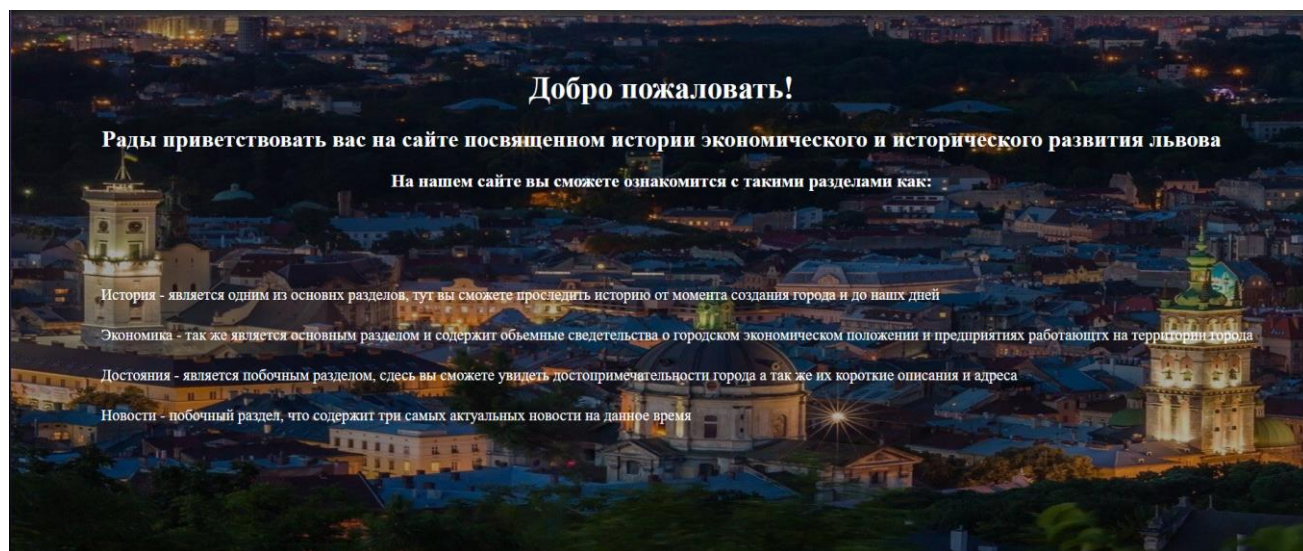 Добро пожаловать!
Рады приветствовать вас на сайте посвященном истории экономического и исторического развития львова
На нашем сайте вы сможете ознакомится с такими разделами как:
История - является одним из основнх разделов, тут вы сможете проследить историю от момента создания города и до нашх дней
Экономика - так же является основным разделом и содержит обьемные сведетельства о городском экономическом положении и предприятиях работающтх на территории города
Достояния - является побочным разделом, сдесь вы сможете увидеть достопримечательности города а так же их короткие описания и адреса
Новости - побочный раздел, что содержит три самых актуальных новости на данное время